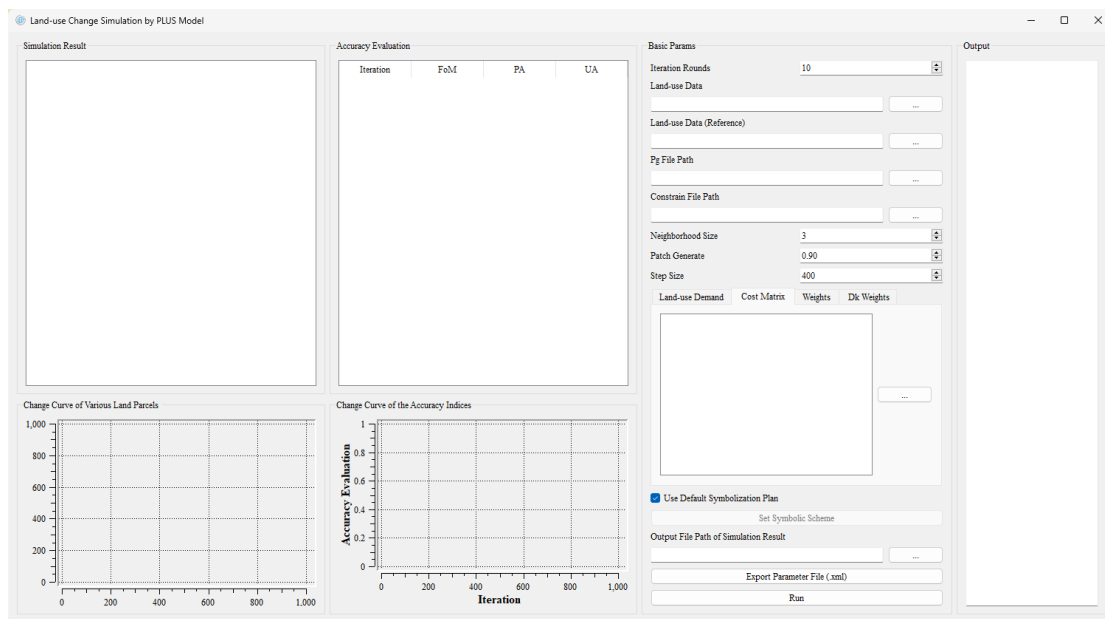 Land-use Change Simulation by PLUS Model
Simulation Result
Accuracy Evaluation
Iteration FoM PA UA
Basic Params
Iteration Rounds 10
Land-use Data
...
Land-use Data (Reference)
...
Pg File Path
...
Constrain File Path
...
Neighborhood Size 3
Patch Generate 0.90
Step Size 400
Land-use Demand Cost Matrix Weights Dk Weights
...
Use Default Symbolization Plan
Set Symbolic Scheme
Output File Path of Simulation Result
...
Export Parameter File (.xml)
Run
Output
Change Curve of Various Land Parcels
1,000
800
600
400
200
0
0 200 400 600 800 1,000
Change Curve of the Accuracy Indices
Accuracy Evaluation
1
0.8
0.6
0.4
0.2
0
0 200 400 600 800 1,000
Iteration